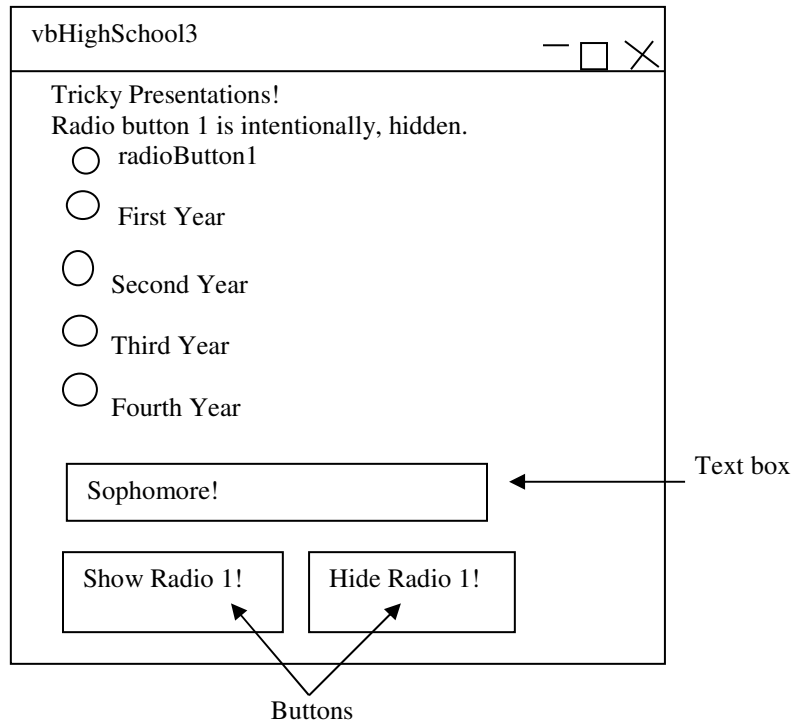 vbHighSchool3
Tricky Presentations!
Radio button 1 is intentionally, hidden.
radioButton1
First Year
Second Year
Third Year
Fourth Year
Text box
Sophomore!
Show Radio 1!
Hide Radio 1!
Buttons